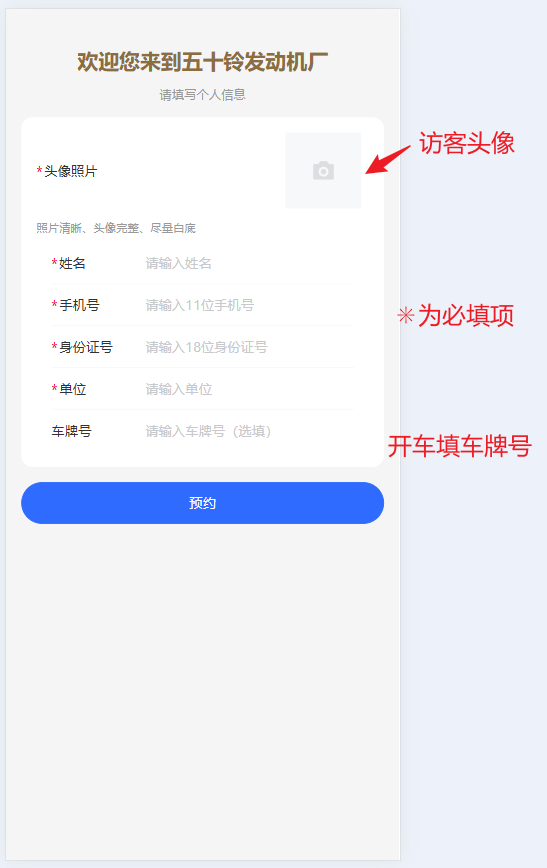 欢迎您来到五十铃发动机厂
请填写个人信息
*头像照片
访客头像
照片清晰、头像完整、尽量白底
*姓名 请输入姓名
*手机号 请输入11位手机号
✳为必填项
*身份证号 请输入18位身份证号
*单位 请输入单位
车牌号 请输入车牌号（选填）
开车填车牌号
预约